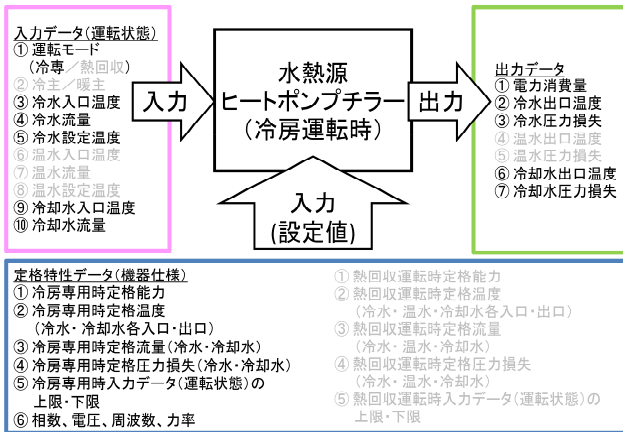 入力データ(運転状態)
① 運転モード
(冷専／熱回収)
② 冷主／暖主
③ 冷水入口温度
④ 冷水流量
⑤ 冷水設定温度
⑥ 温水入口温度
⑦ 温水流量
⑧ 温水設定温度
⑨ 冷却水入口温度
⑩ 冷却水流量
入力
水熱源
ヒートポンプチラー
(冷房運転時)
出力
入力
(設定値)
出力データ
① 電力消費量
② 冷水出口温度
③ 冷水圧力損失
④ 温水出口温度
⑤ 温水圧力損失
⑥ 冷却水出口温度
⑦ 冷却水圧力損失
定格特性データ(機器仕様)
① 冷房専用時定格能力
② 冷房専用時定格温度
(冷水・冷却水各入口・出口)
③ 冷房専用時定格流量(冷水・冷却水)
④ 冷房専用時定格圧力損失(冷水・冷却水)
⑤ 冷房専用時入力データ(運転状態)の
上限・下限
⑥ 相数、電圧、周波数、力率
① 熱回収運転時定格能力
② 熱回収運転時定格温度
(冷水・温水・冷却水各入口・出口)
③ 熱回収運転時定格流量
(冷水・温水・冷却水)
④ 熱回収運転時定格圧力損失
(冷水・温水・冷却水)
⑤ 熱回収運転時入力データ(運転状態)の
上限・下限